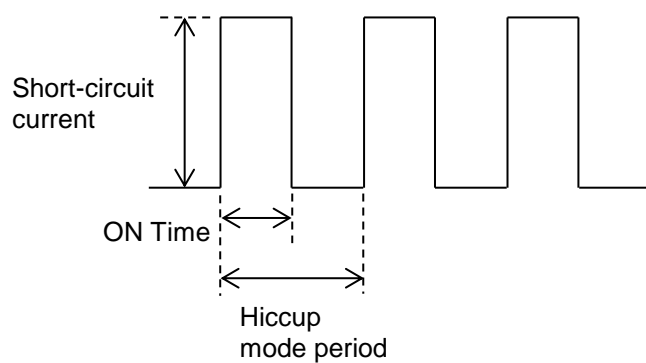 Short-circuit
current
ON Time
Hiccup
mode period